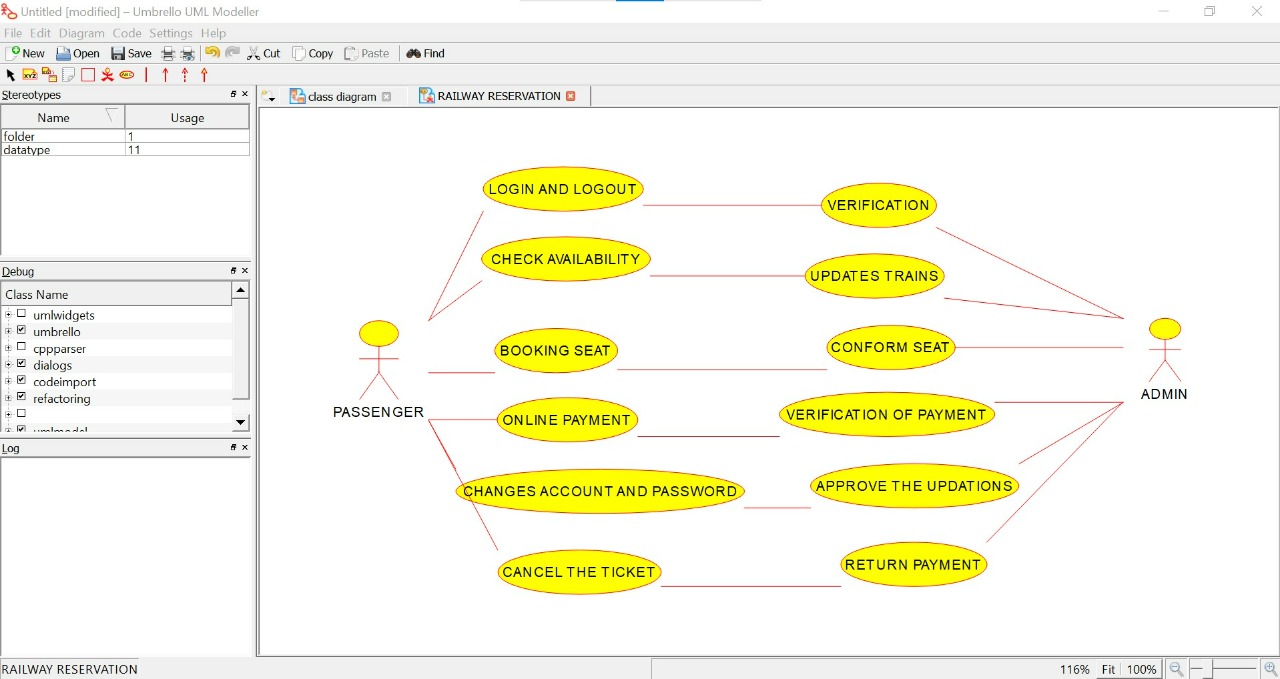 Untitled [modified] – Umbrello UML Modeller
File Edit Diagram Code Settings Help
New Open Save Cut Copy Paste Find
Stereotypes
class diagram RAILWAY RESERVATION
Name Usage
folder 1
datatype 11
Debug
Class Name
umlwidgets
umbrello
cppparser
dialogs
codeimport
refactoring
umlmodel
Log
LOGIN AND LOGOUT
VERIFICATION
CHECK AVAILABILITY
UPDATES TRAINS
BOOKING SEAT
CONFORM SEAT
PASSENGER
ADMIN
ONLINE PAYMENT
VERIFICATION OF PAYMENT
CHANGES ACCOUNT AND PASSWORD
APPROVE THE UPDATIONS
CANCEL THE TICKET
RETURN PAYMENT
RAILWAY RESERVATION
116% Fit 100%